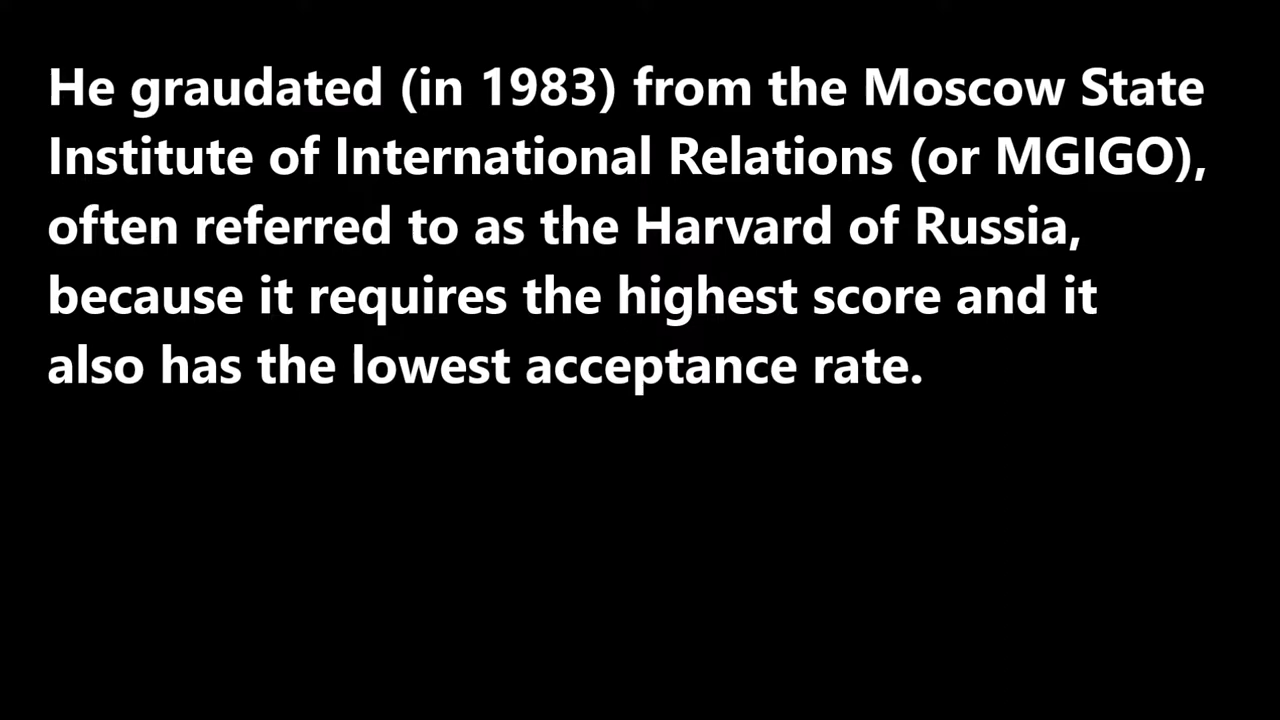 He graudated (in 1983) from the Moscow State
Institute of International Relations (or MGIGO),
often referred to as the Harvard of Russia,
because it requires the highest score and it
also has the lowest acceptance rate.